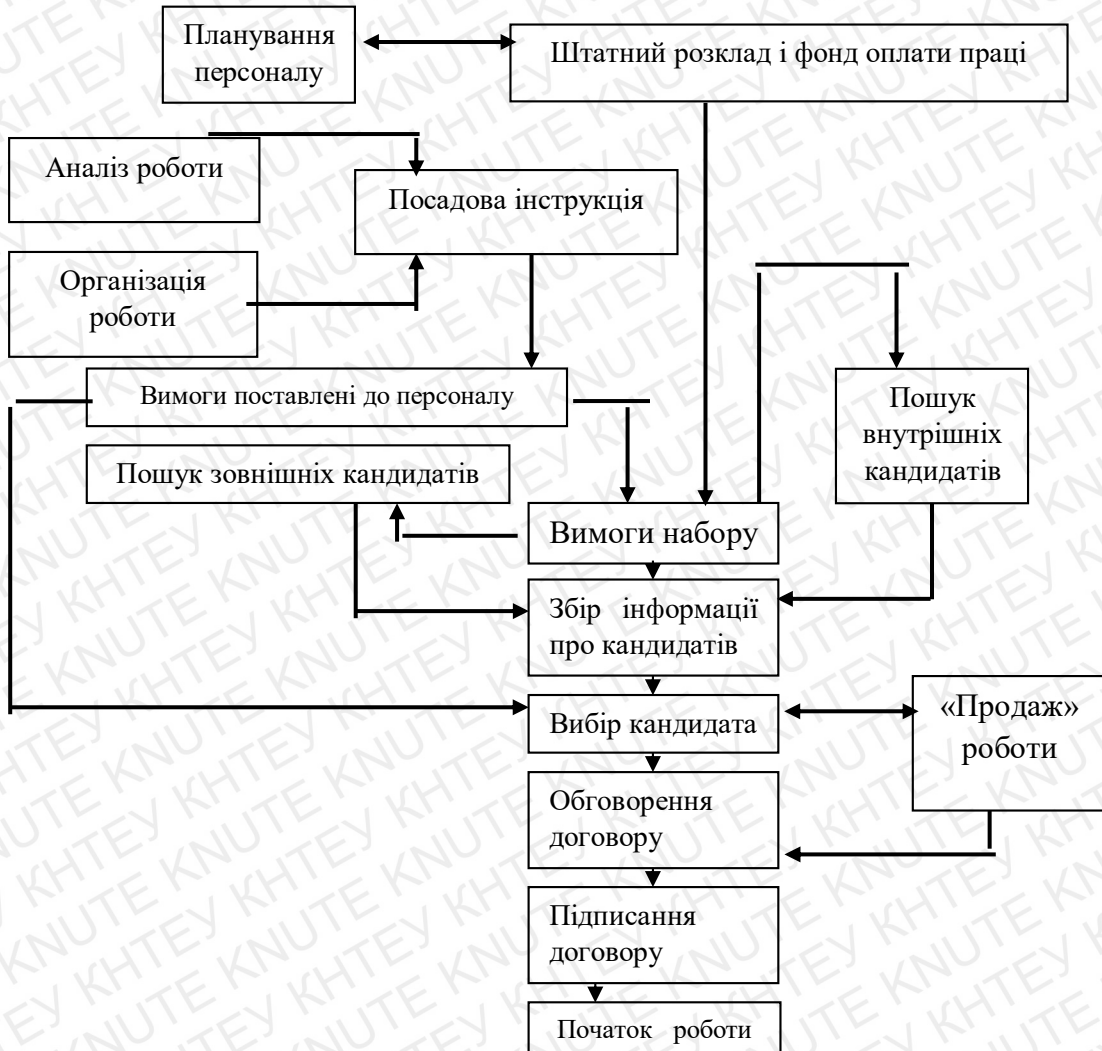 Планування
персоналу
Штатний розклад і фонд оплати праці
Аналіз роботи
Посадова інструкція
Організація
роботи
Вимоги поставлені до персоналу
Пошук
внутрішніх
кандидатів
Пошук зовнішніх кандидатів
Вимоги набору
Збір інформації
про кандидатів
Вибір кандидата
«Продаж»
роботи
Обговорення
договору
Підписання
договору
Початок роботи